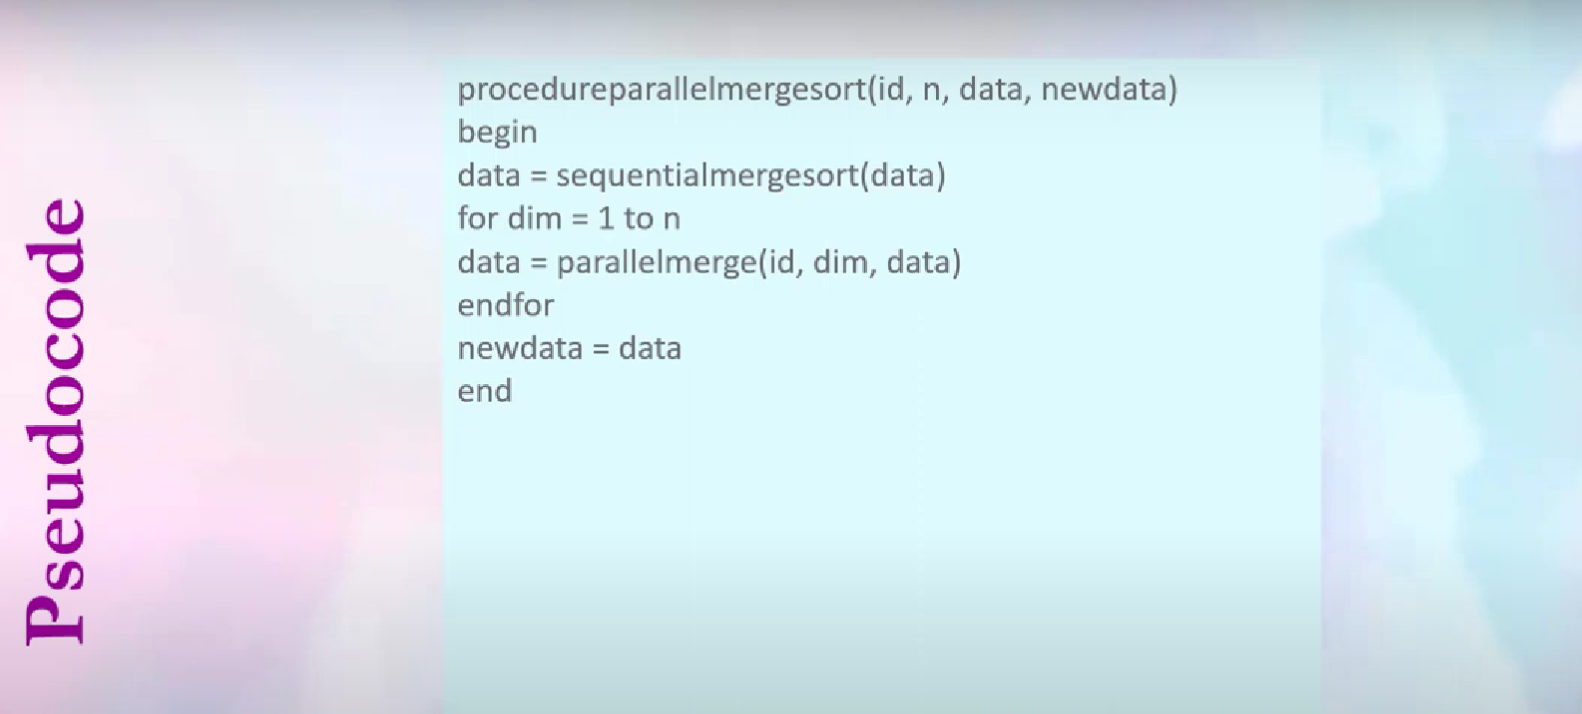 Pseudocode
procedureparallelmergesort(id, n, data, newdata)
begin
data = sequentialmergesort(data)
for dim = 1 to n
data = parallelmerge(id, dim, data)
endfor
newdata = data
end